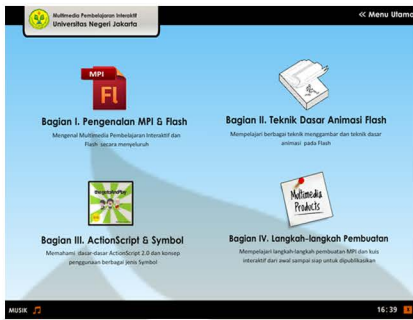 Multimedia Pembelajaran Interaktif
Universitas Negeri Jakarta
<< Menu Utama
MPI
Fl
Bagian I. Pengenalan MPI & Flash
Mengenal Multimedia Pembelajaran Interaktif dan
Flash secara menyeluruh
Bagian II. Teknik Dasar Animasi Flash
Mempelajari berbagai teknik menggambar dan teknik dasar
animasi pada Flash
Bagian III. ActionScript & Symbol
Memahami dasar-dasar ActionScript 2.0 dan konsep
penggunaan berbagai jenis Symbol
Multimedia
Products
Bagian IV. Langkah-langkah Pembuatan
Mempelajari langkah-langkah pembuatan MPI dan kuis
interaktif dari awal sampai siap untuk dipublikasikan
MUSIK
16:39